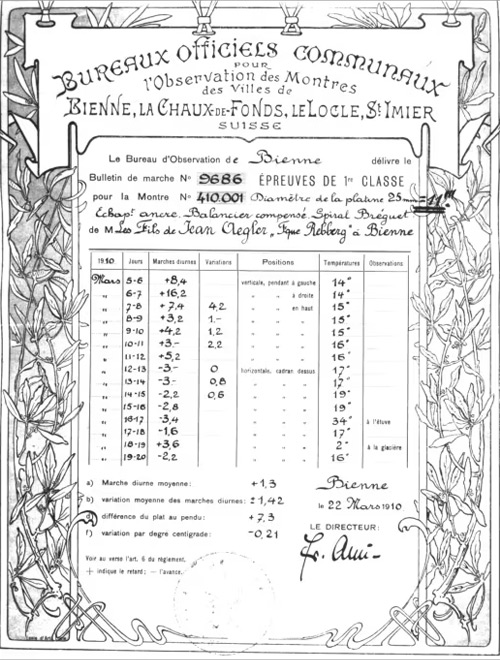 BUREAUX OFFICIELS COMMUNAUX
POUR
l'Observation des Montres
des Villes de
BIENNE, LA CHAUX-DE-FONDS, LE LOCLE, St IMIER
SUISSE
Le Bureau d'Observation de Bienne délivre le
Bulletin de marche No 9686 ÉPREUVES DE 1re CLASSE
pour la Montre No 410.001 Diamètre de la platine 25 mm = 11'''
Échapt ancre. Balancier compensé. Spiral Bréguet
de M Les Fils de Jean Aegler, "Fque Rebberg" à Bienne
1910 Jours Marches diurnes Variations Positions Températures Observations
Mars 5-6 +8,4 verticale, pendant à gauche 14°
" 6-7 +16,2 " " à droite 14°
" 7-8 +7,4 4,2 " " en haut 15°
" 8-9 +3,2 1.- " " " 15°
" 9-10 +4,2 1,2 " " " 15°
" 10-11 +3.- 2,2 " " " 16°
" 11-12 +5,2 " " " 16°
" 12-13 -3.- 0 horizontale, cadran dessus 17°
" 13-14 -3.- 0,8 " " " 17°
" 14-15 -2,2 0,6 " " " 19°
" 15-16 -2,8 " " " 19°
" 16-17 -3,4 " " " 34° à l'étuve
" 17-18 -1,6 " " " 17°
" 18-19 +3,6 " " " 2° à la glacière
" 19-20 -2,2 " " " 16°
a) Marche diurne moyenne: +1,3
b) variation moyenne des marches diurnes: ±1,42
d) différence du plat au pendu: +7,3
f) variation par degré centigrade: -0,21
Voir au verso l'art. 6 du règlement.
+ indique le retard; — l'avance.
Bienne
le 22 Mars 1910
LE DIRECTEUR: